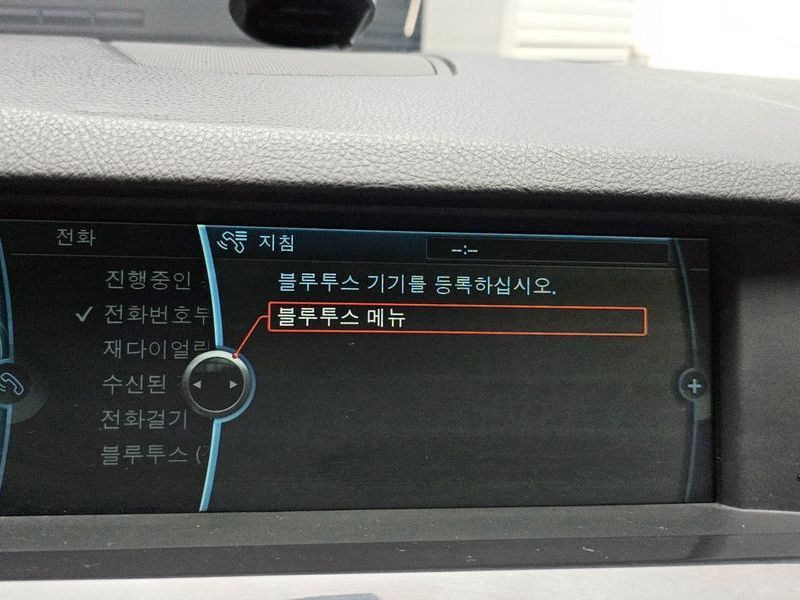 전화
진행중인
전화번호부
재다이얼링
수신된
전화걸기
블루투스 (
지침
--:--
블루투스 기기를 등록하십시오.
블루투스 메뉴